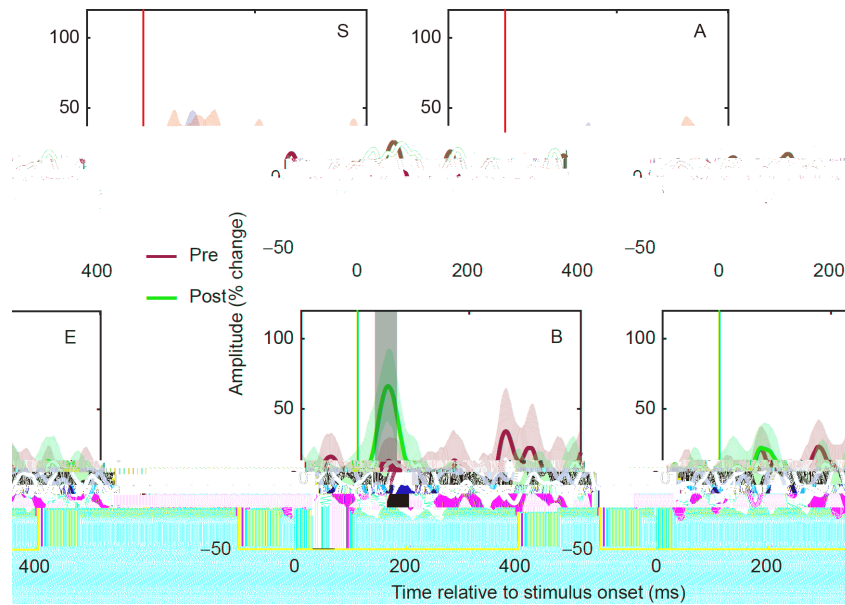 100 S 100 A
50 50
0
Amplitude (% change)
−50 −50
400 0 200 400 0 200
Pre
Post
E 100 B 100
50 50
0 0
−50 −50
400 0 200 400 0 200
Time relative to stimulus onset (ms)